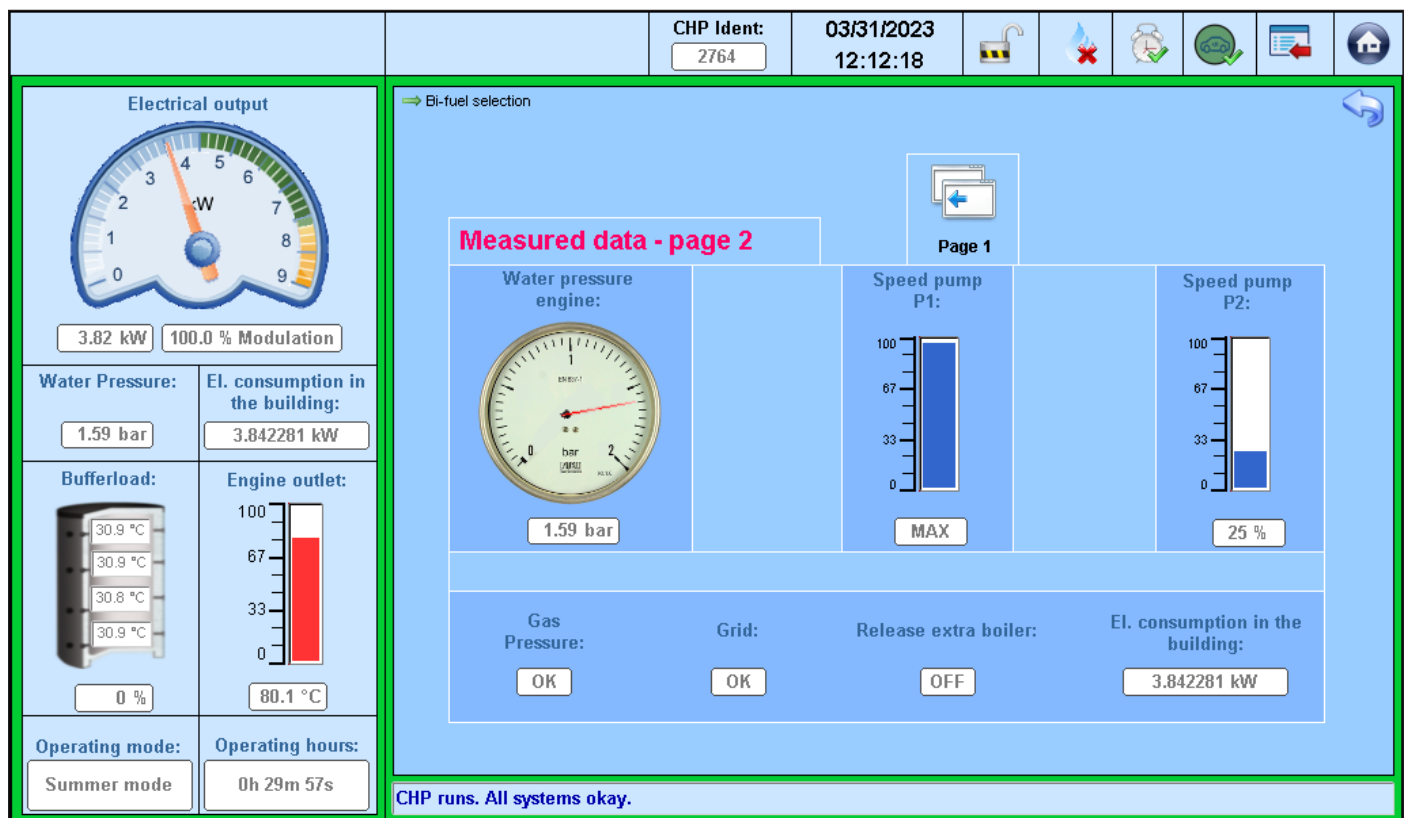 CHP Ident:
2764
03/31/2023
12:12:18
Electrical output
0
1
2
3
4
5
6
7
8
9
kW
3.82 kW
100.0 % Modulation
Water Pressure:
1.59 bar
El. consumption in
the building:
3.842281 kW
Bufferload:
30.9 °C
30.9 °C
30.8 °C
30.9 °C
0 %
Engine outlet:
100
67
33
0
80.1 °C
Operating mode:
Summer mode
Operating hours:
0h 29m 57s
Bi-fuel selection
Page 1
Measured data - page 2
Water pressure
engine:
1
0
bar
2
1.59 bar
Speed pump
P1:
100
67
33
0
MAX
Speed pump
P2:
100
67
33
0
25 %
Gas
Pressure:
OK
Grid:
OK
Release extra boiler:
OFF
El. consumption in the
building:
3.842281 kW
CHP runs. All systems okay.